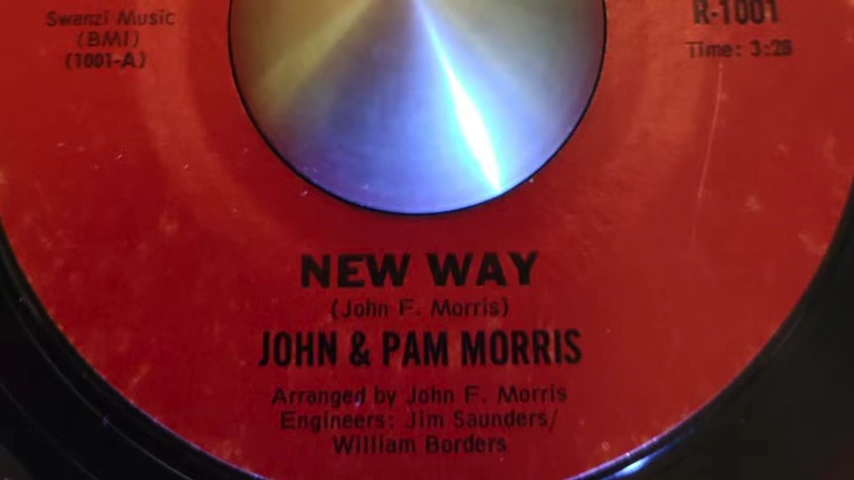 Swanzi Music
(BMI)
(1001-A)
R-1001
Time: 3:28
NEW WAY
(John F. Morris)
JOHN & PAM MORRIS
Arranged by John F. Morris
Engineers: Jim Saunders/
William Borders